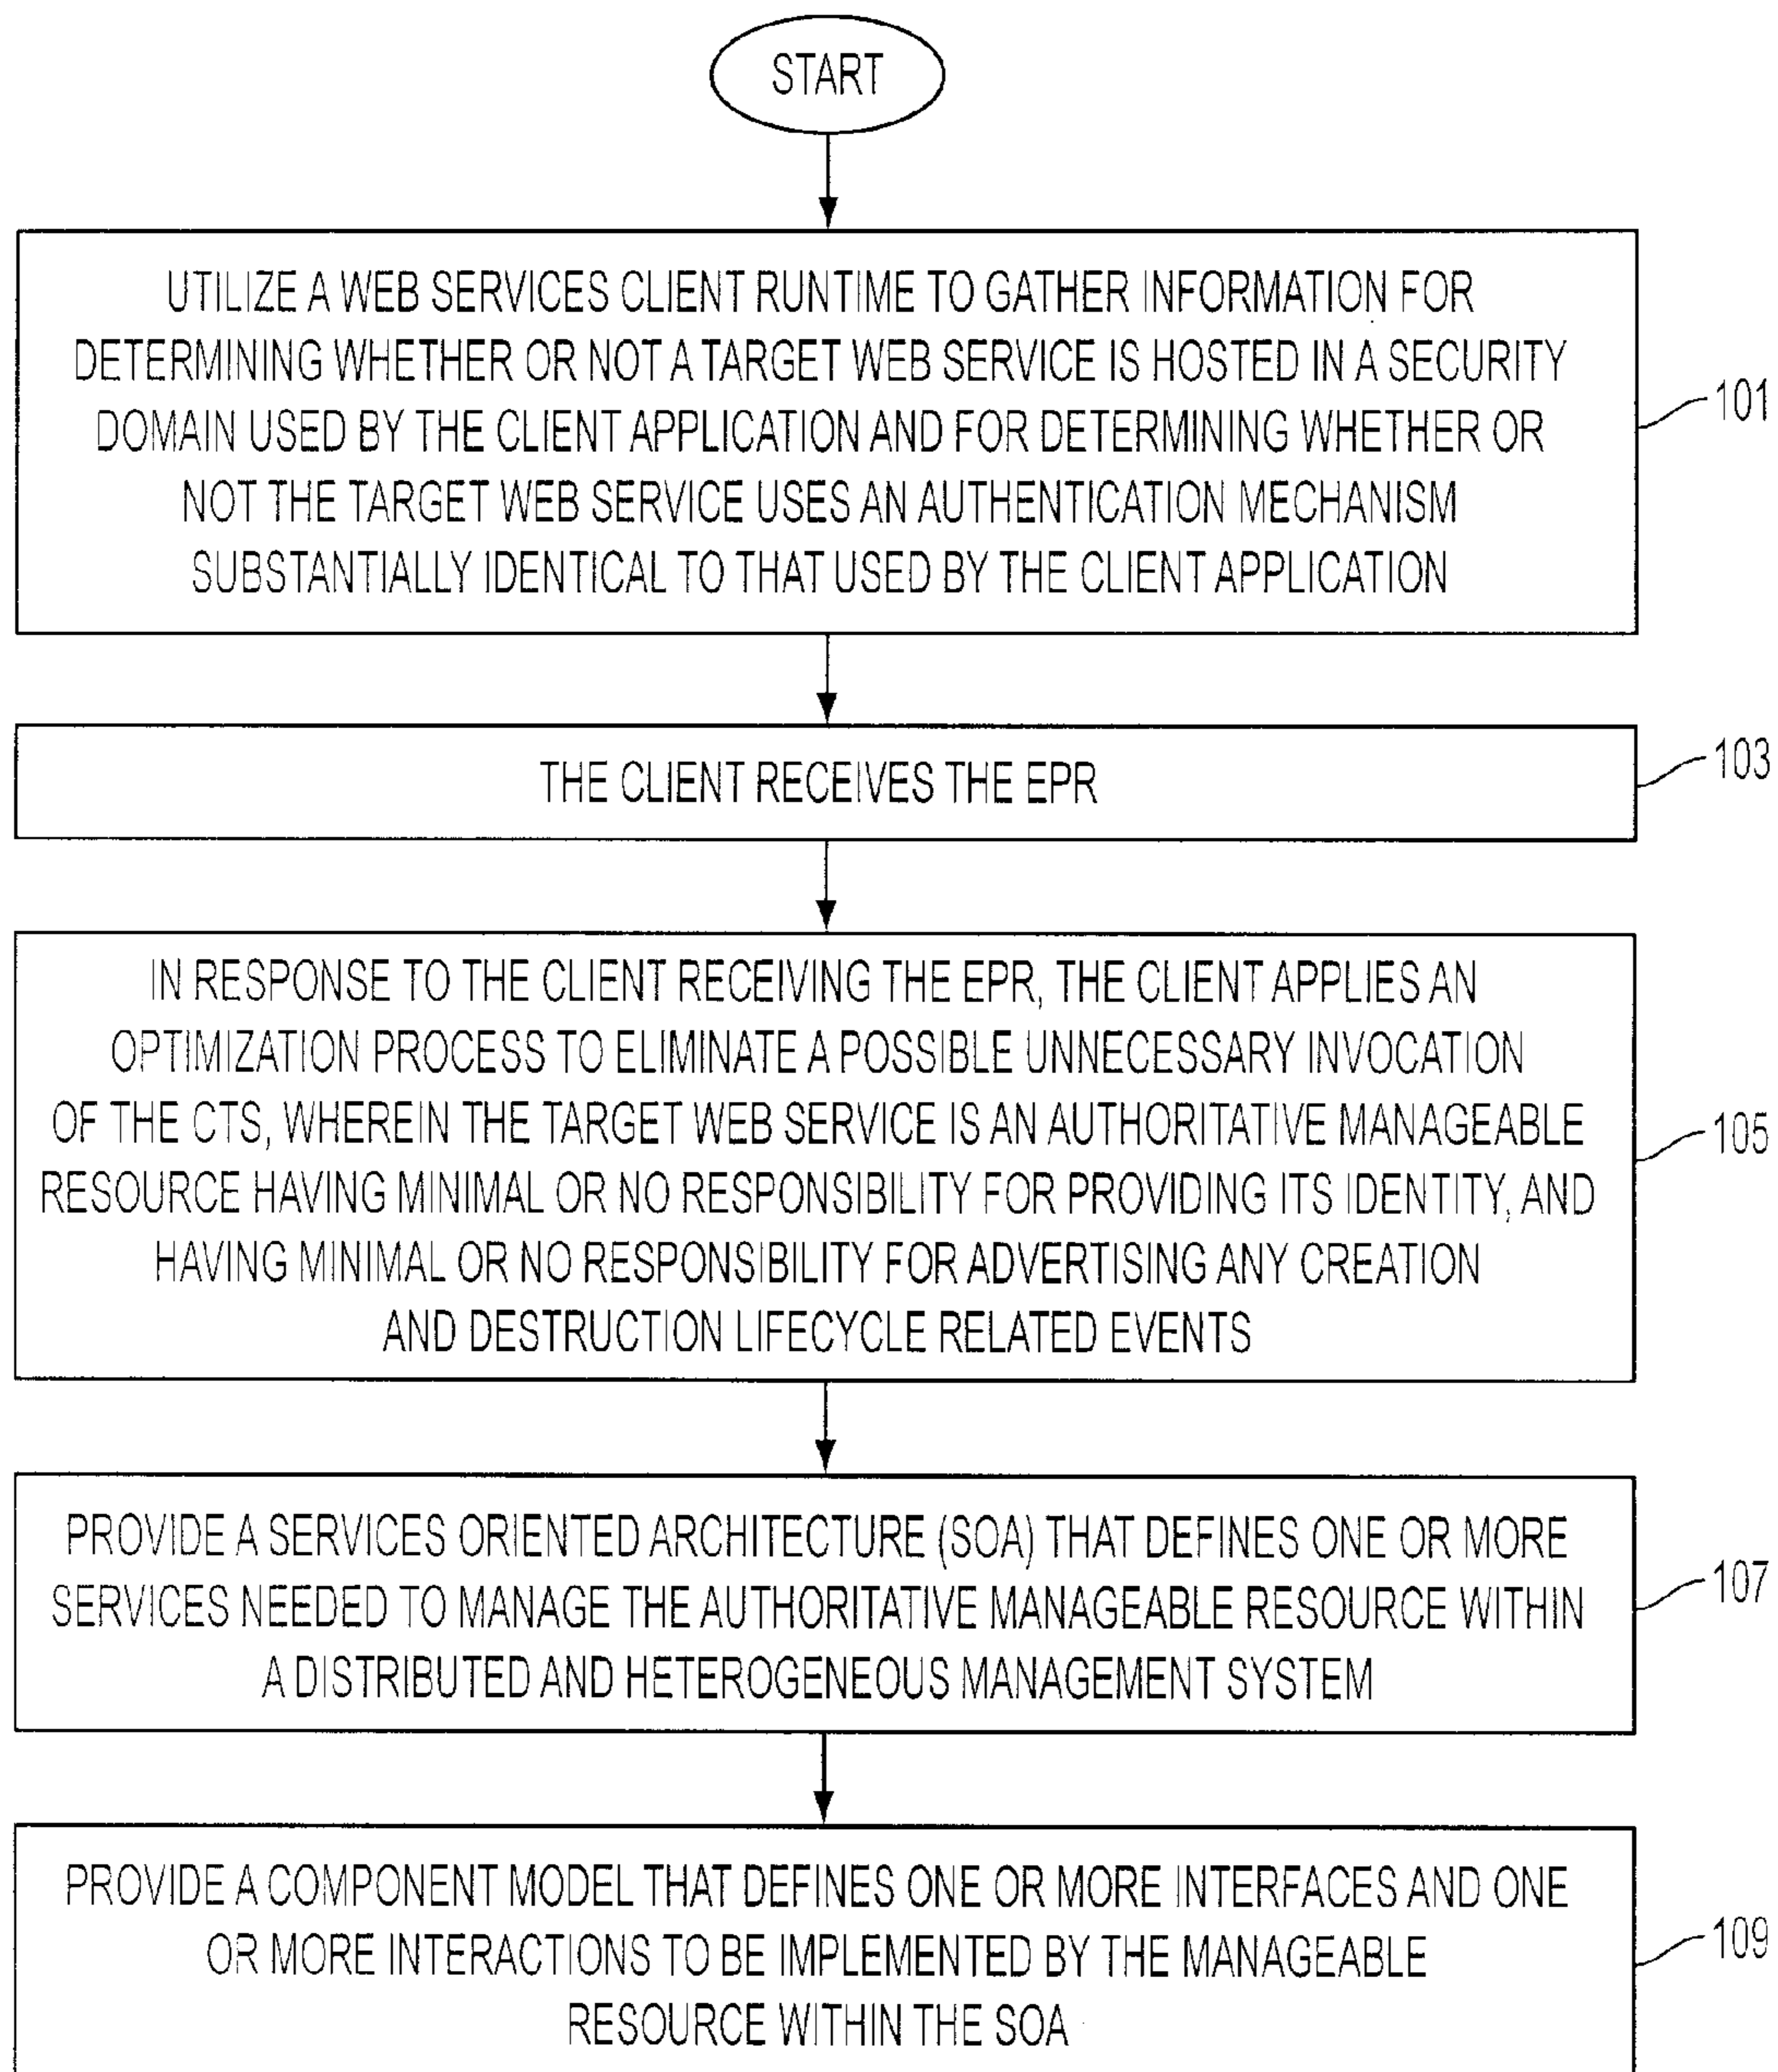 START
UTILIZE A WEB SERVICES CLIENT RUNTIME TO GATHER INFORMATION FOR
DETERMINING WHETHER OR NOT A TARGET WEB SERVICE IS HOSTED IN A SECURITY
DOMAIN USED BY THE CLIENT APPLICATION AND FOR DETERMINING WHETHER OR
NOT THE TARGET WEB SERVICE USES AN AUTHENTICATION MECHANISM
SUBSTANTIALLY IDENTICAL TO THAT USED BY THE CLIENT APPLICATION
101
THE CLIENT RECEIVES THE EPR
103
IN RESPONSE TO THE CLIENT RECEIVING THE EPR, THE CLIENT APPLIES AN
OPTIMIZATION PROCESS TO ELIMINATE A POSSIBLE UNNECESSARY INVOCATION
OF THE CTS, WHEREIN THE TARGET WEB SERVICE IS AN AUTHORITATIVE MANAGEABLE
RESOURCE HAVING MINIMAL OR NO RESPONSIBILITY FOR PROVIDING ITS IDENTITY, AND
HAVING MINIMAL OR NO RESPONSIBILITY FOR ADVERTISING ANY CREATION
AND DESTRUCTION LIFECYCLE RELATED EVENTS
105
PROVIDE A SERVICES ORIENTED ARCHITECTURE (SOA) THAT DEFINES ONE OR MORE
SERVICES NEEDED TO MANAGE THE AUTHORITATIVE MANAGEABLE RESOURCE WITHIN
A DISTRIBUTED AND HETEROGENEOUS MANAGEMENT SYSTEM
107
PROVIDE A COMPONENT MODEL THAT DEFINES ONE OR MORE INTERFACES AND ONE
OR MORE INTERACTIONS TO BE IMPLEMENTED BY THE MANAGEABLE
RESOURCE WITHIN THE SOA
109